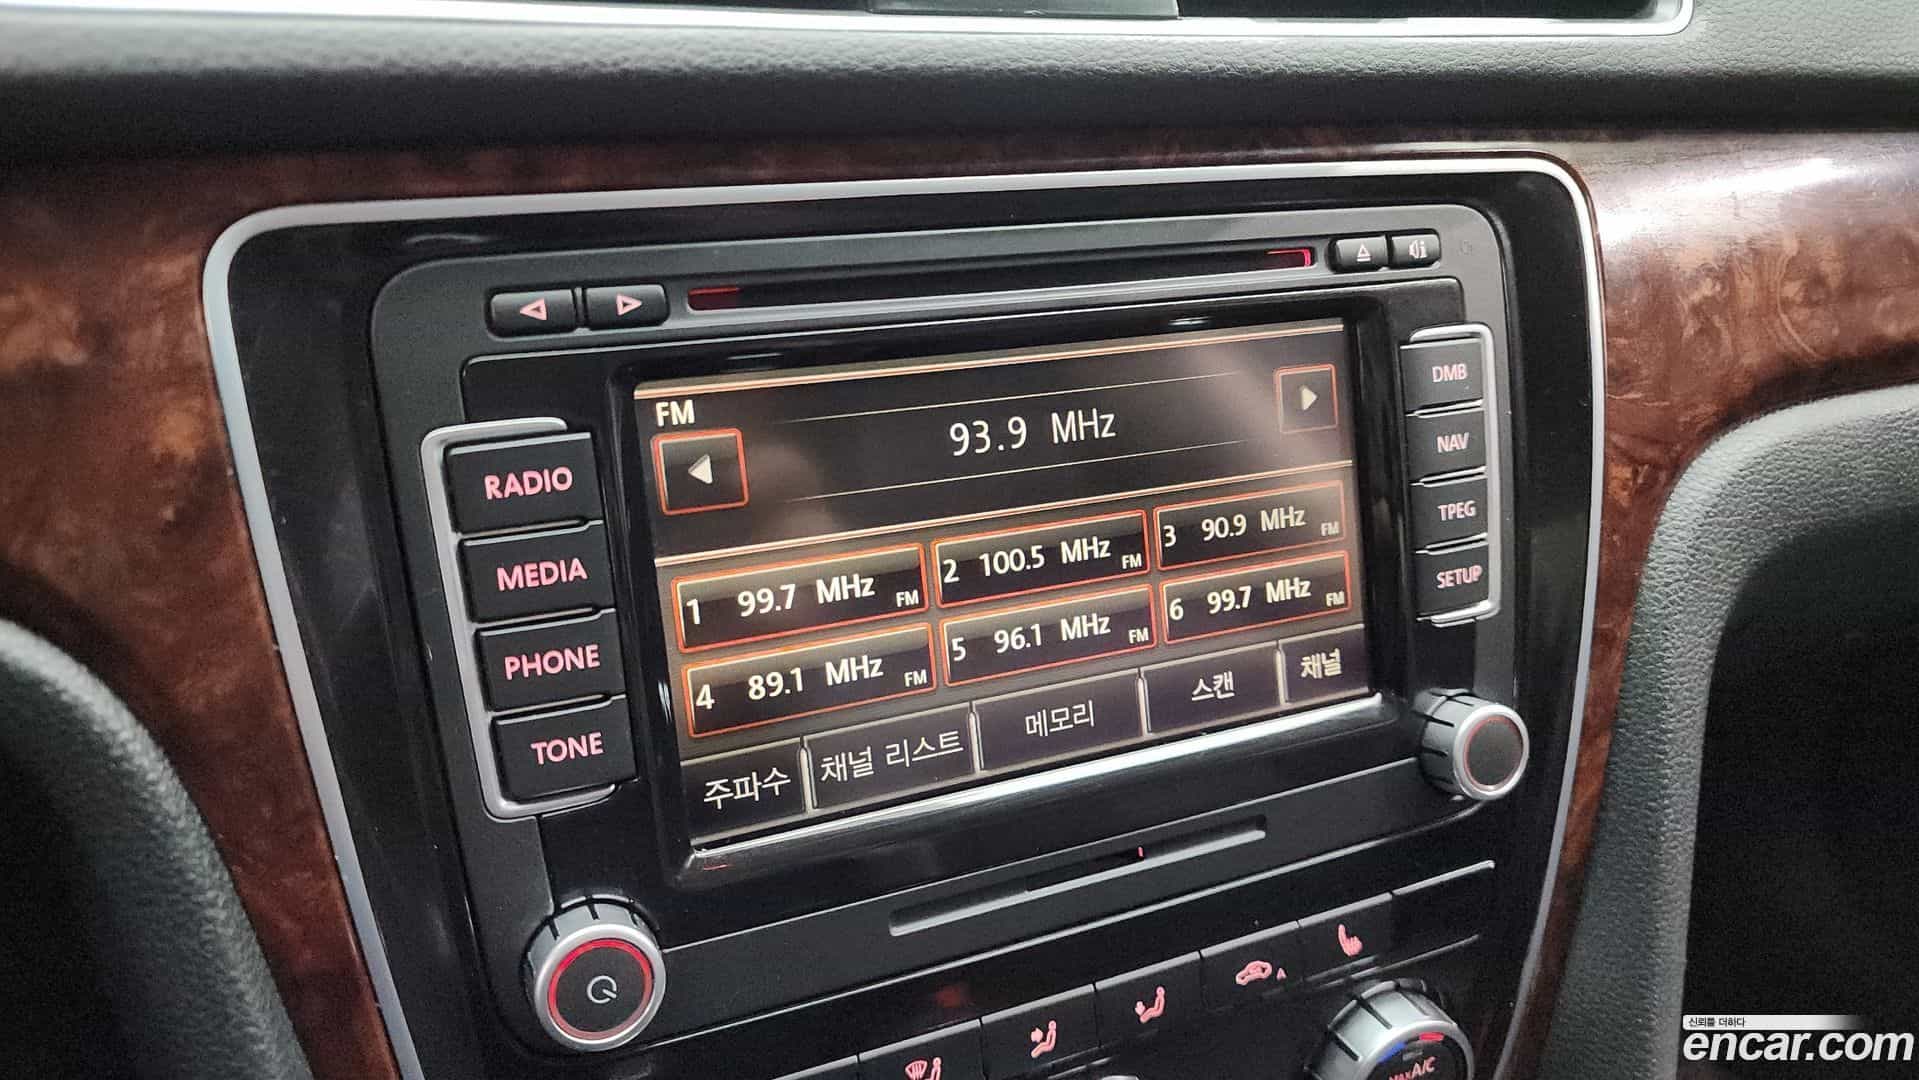 FM
93.9 MHz
1 99.7 MHz FM
2 100.5 MHz FM
3 90.9 MHz FM
4 89.1 MHz FM
5 96.1 MHz FM
6 99.7 MHz FM
주파수
채널 리스트
메모리
스캔
채널
RADIO
MEDIA
PHONE
TONE
DMB
NAV
TPEG
SETUP
A
MAX A/C
신뢰를 더하다
encar.com